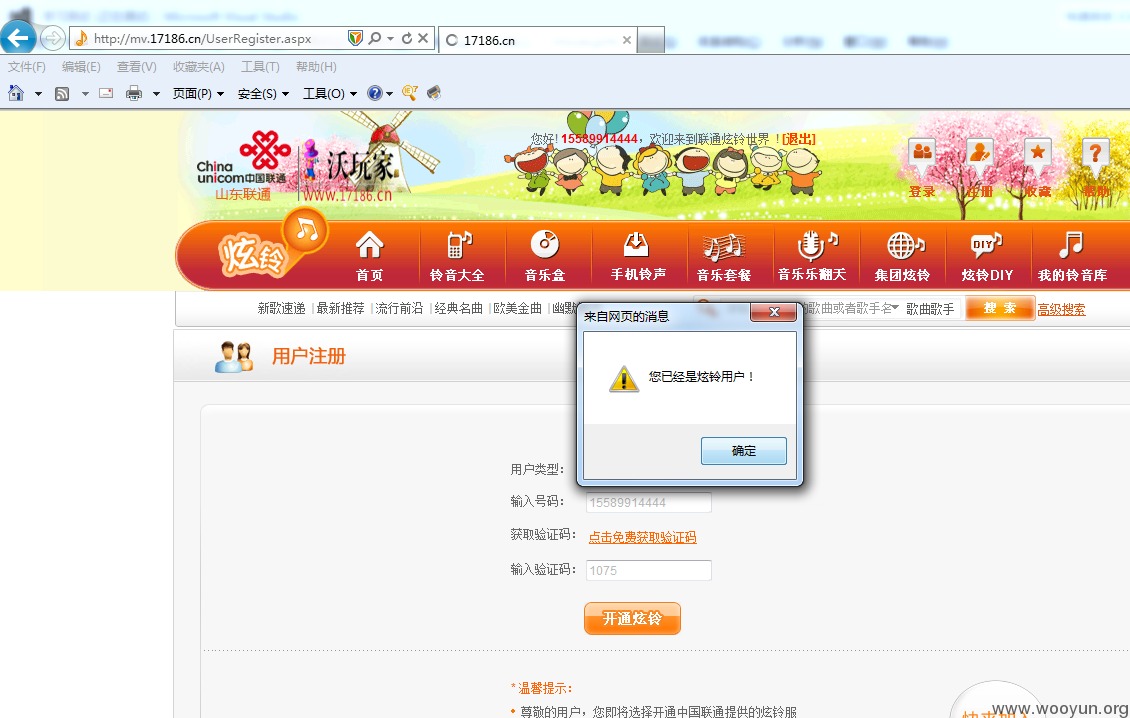 http://mv.17186.cn/UserRegister.aspx
17186.cn
文件(F) 编辑(E) 查看(V) 收藏夹(A) 工具(T) 帮助(H)
页面(P) 安全(S) 工具(O)
您好! 15589914444，欢迎来到联通炫铃世界 ! [退出]
China
unicom中国联通
沃玩家
山东联通
www.17186.cn
登录 注册 收藏 帮助
炫铃
首页 铃音大全 音乐盒 手机铃声 音乐套餐 音乐乐翻天 集团炫铃 DIY 炫铃DIY 我的铃音库
新歌速递 | 最新推荐 | 流行前沿 | 经典名曲 | 欧美金曲 | 幽默
歌曲或者歌手名 歌曲歌手 搜 索 高级搜索
来自网页的消息
用户注册
您已经是炫铃用户！
确定
用户类型：
输入号码： 15589914444
获取验证码： 点击免费获取验证码
输入验证码： 1075
开通炫铃
*温馨提示：
尊敬的用户，您即将选择开通中国联通提供的炫铃服
www.wooyun.org